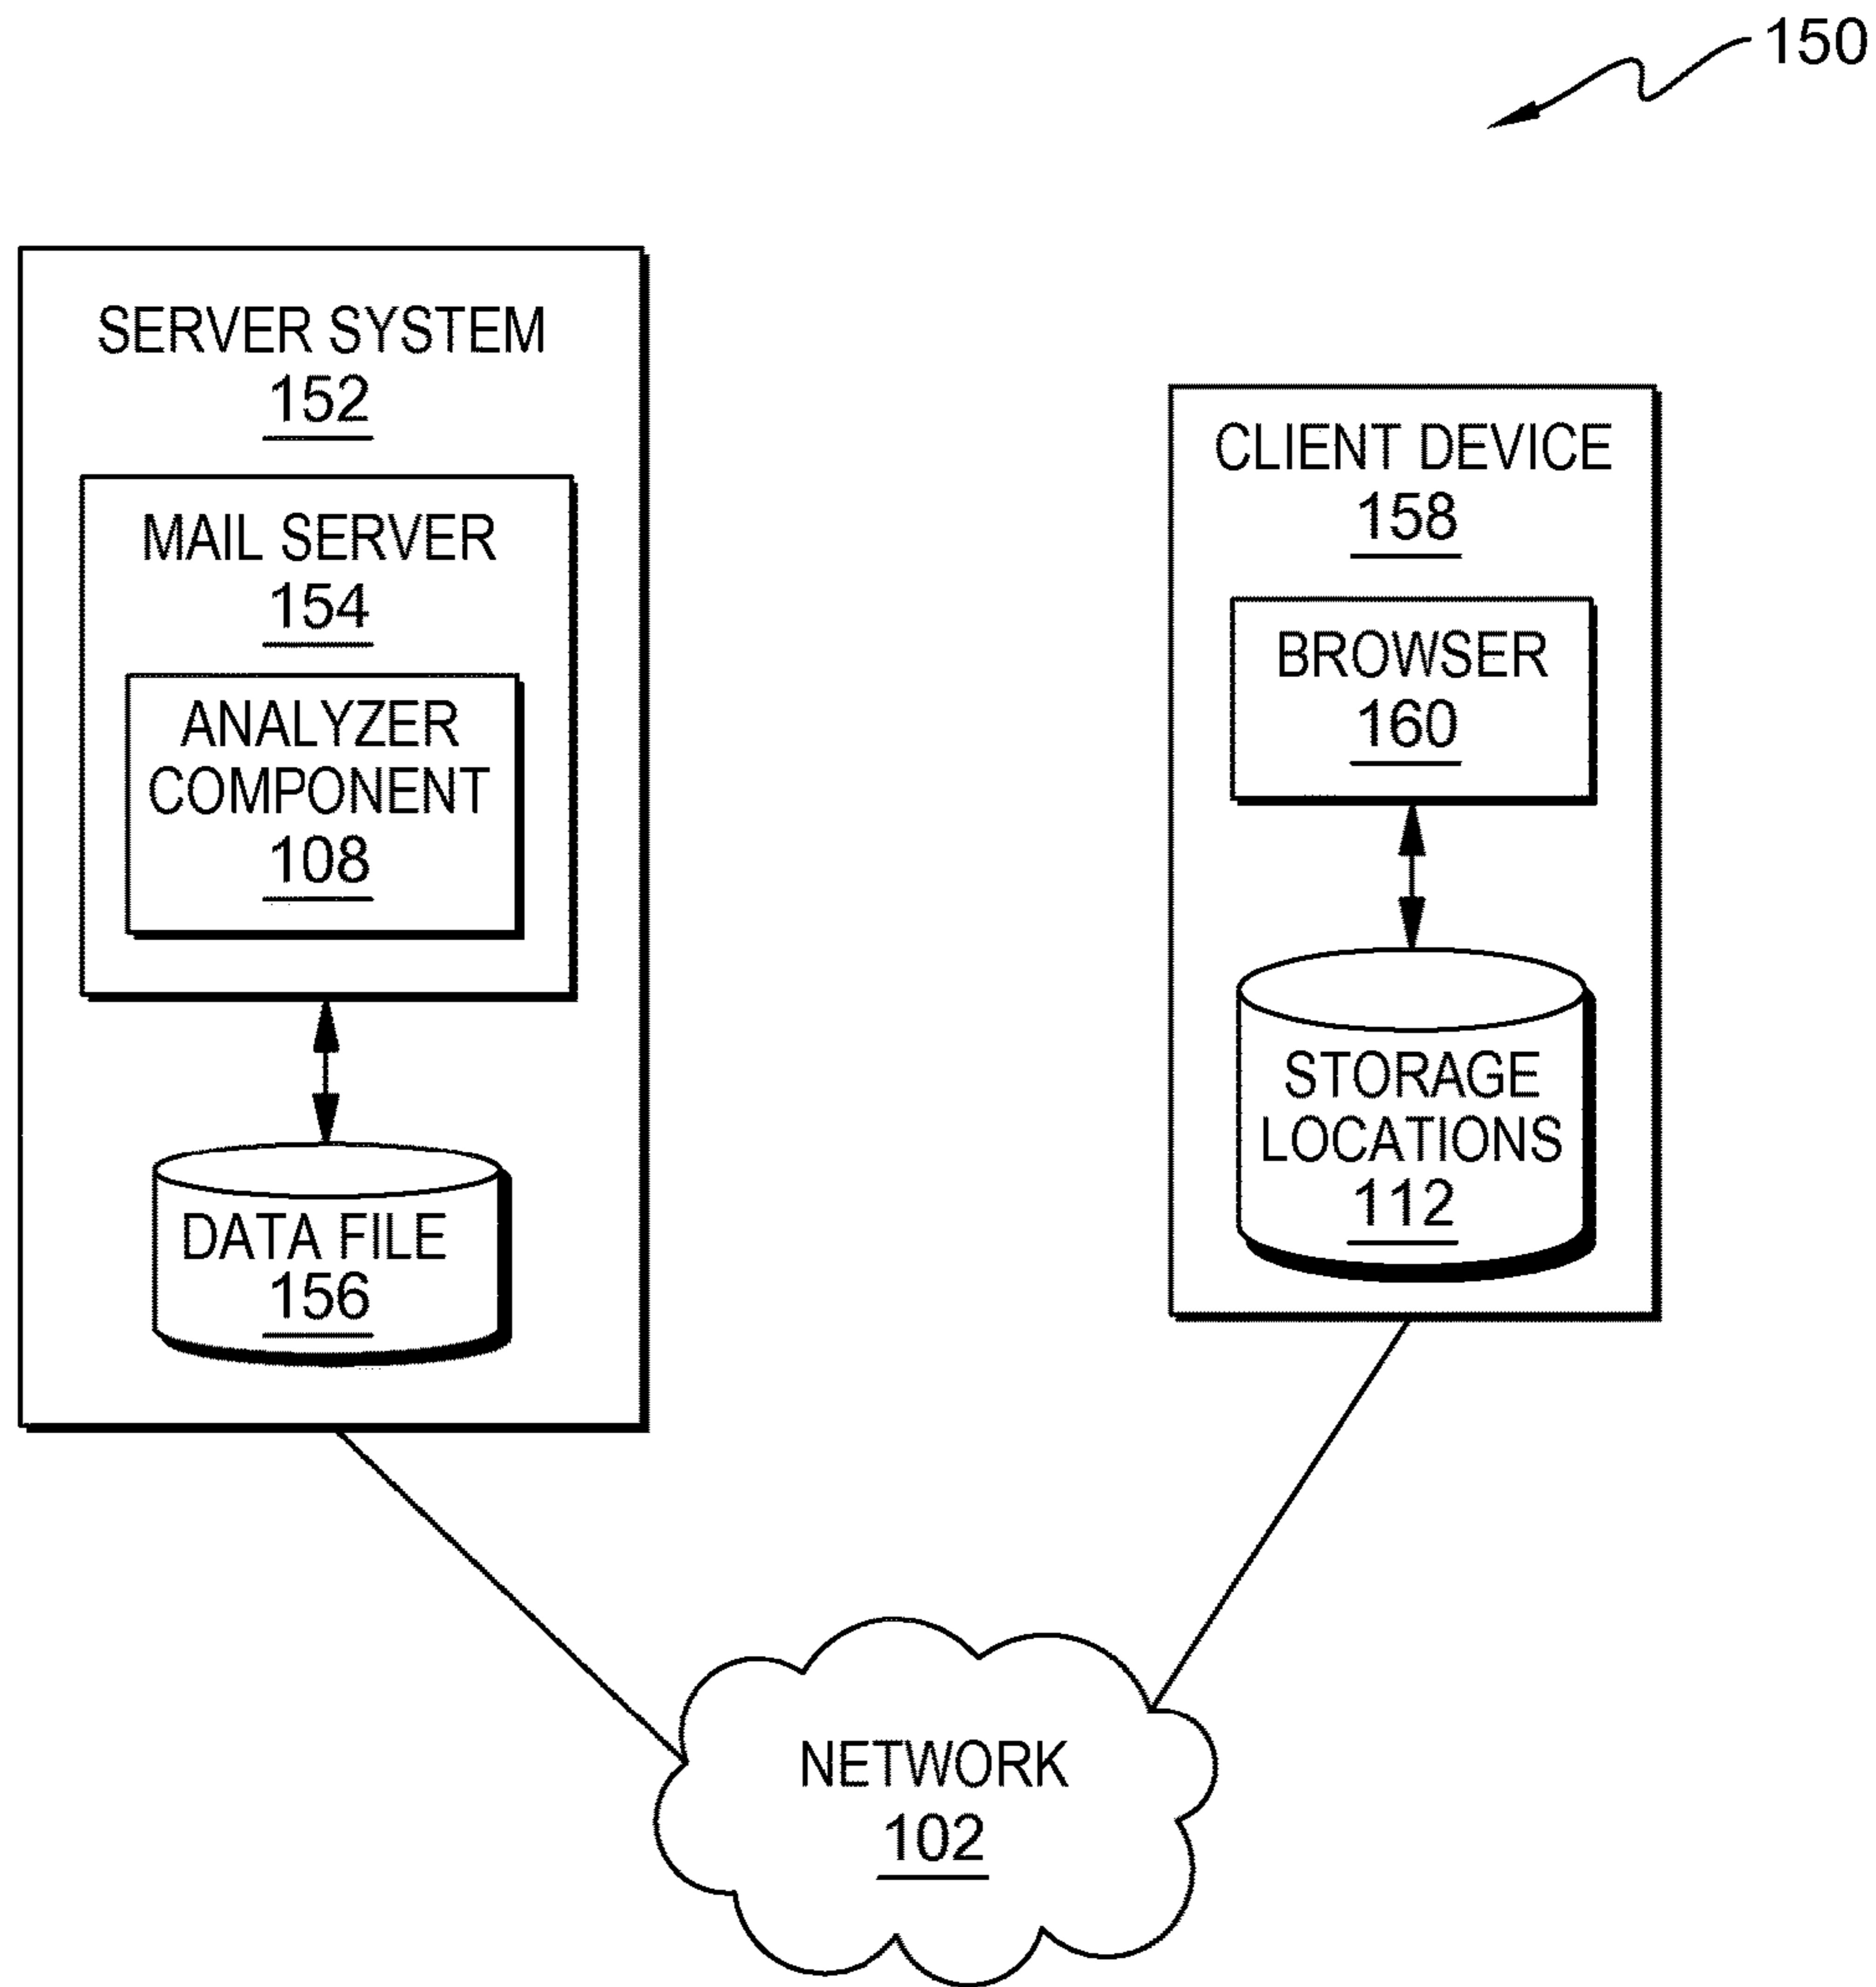 150
SERVER SYSTEM
152
MAIL SERVER
154
ANALYZER
COMPONENT
108
DATA FILE
156
CLIENT DEVICE
158
BROWSER
160
STORAGE
LOCATIONS
112
NETWORK
102